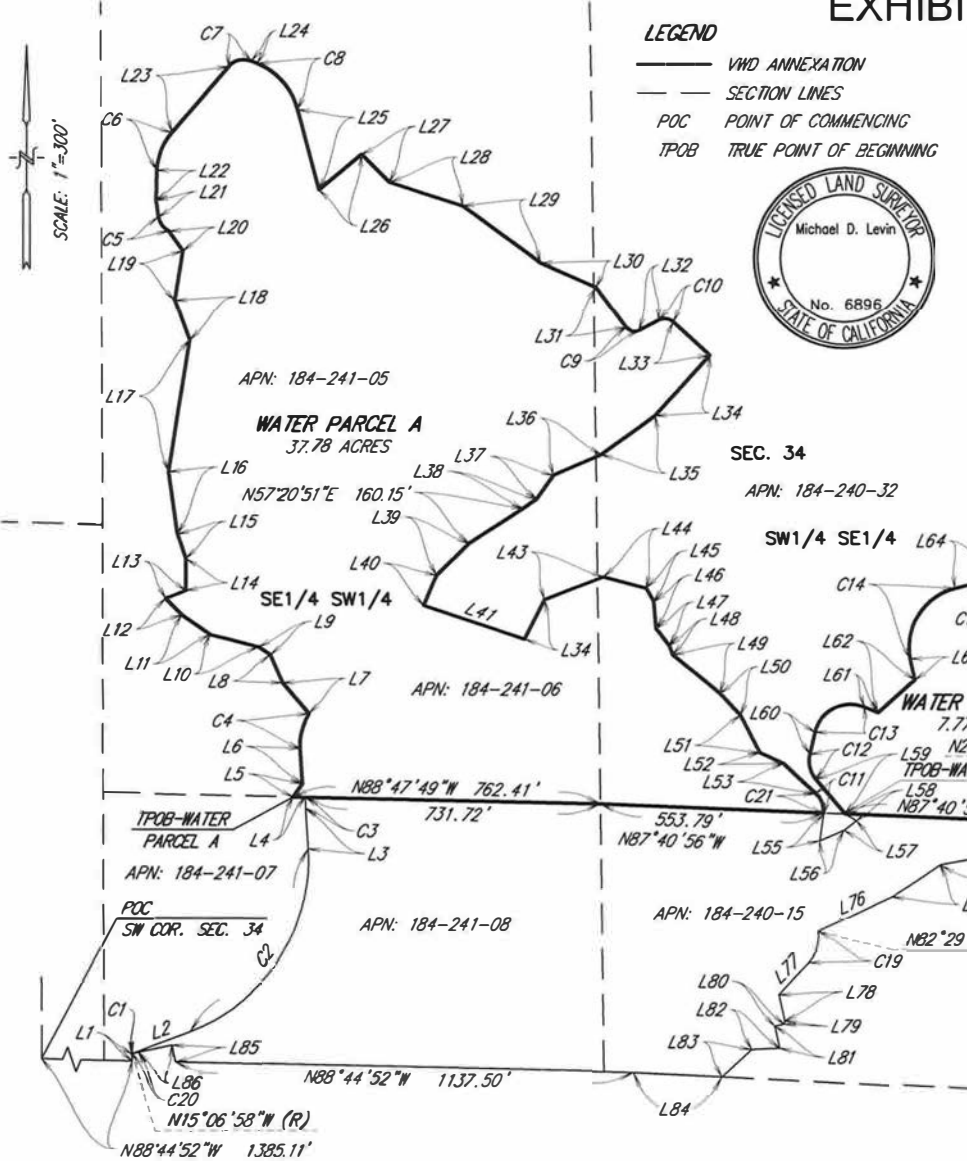 EXHIBI
LEGEND
VWD ANNEXATION
SECTION LINES
POC POINT OF COMMENCING
TPOB TRUE POINT OF BEGINNING
LICENSED LAND SURVEYOR
Michael D. Levin
No. 6896
STATE OF CALIFORNIA
SCALE: 1"=300'
C7
L24
L23
C8
C6
L25
L27
L22
L28
L21
L26
L29
C5
L20
L19
L30
L32
C10
L18
L31
C9
L33
APN: 184-241-05
L17
WATER PARCEL A
37.78 ACRES
L36
L34
L37
L35
SEC. 34
L16
L38
N57°20'51"E 160.15'
APN: 184-240-32
L39
L15
L44
L43
L45
SW1/4 SE1/4
L64
L13
L40
L46
C14
L14
SE1/4 SW1/4
L47
L12
L41
L48
L9
L62
L11
L34
L49
L10
L8
L50
L61
L7
APN: 184-241-06
WATER
C4
L60
7.77
C13
L6
L51
C12
L59
L52
TPOB-WA
L5
L53
C11
L58
N88°47'49"W 762.41'
C21
N87°40'
TPOB-WATER
PARCEL A
731.72'
553.79'
L4
C3
N87°40'56"W
L55
L57
L3
L56
APN: 184-241-07
L76
POC
SW COR. SEC. 34
APN: 184-241-08
APN: 184-240-15
N82°29
C2
C19
L77
L80
L78
C1
L82
L79
L1
L2
L83
L81
L85
L86
N88°44'52"W 1137.50'
C20
L84
N15°06'58"W (R)
N88°44'52"W 1385.11'